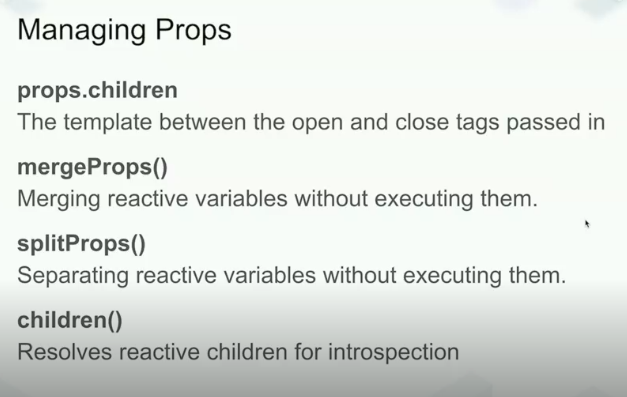 Managing Props
props.children
The template between the open and close tags passed in
mergeProps()
Merging reactive variables without executing them.
splitProps()
Separating reactive variables without executing them.
children()
Resolves reactive children for introspection